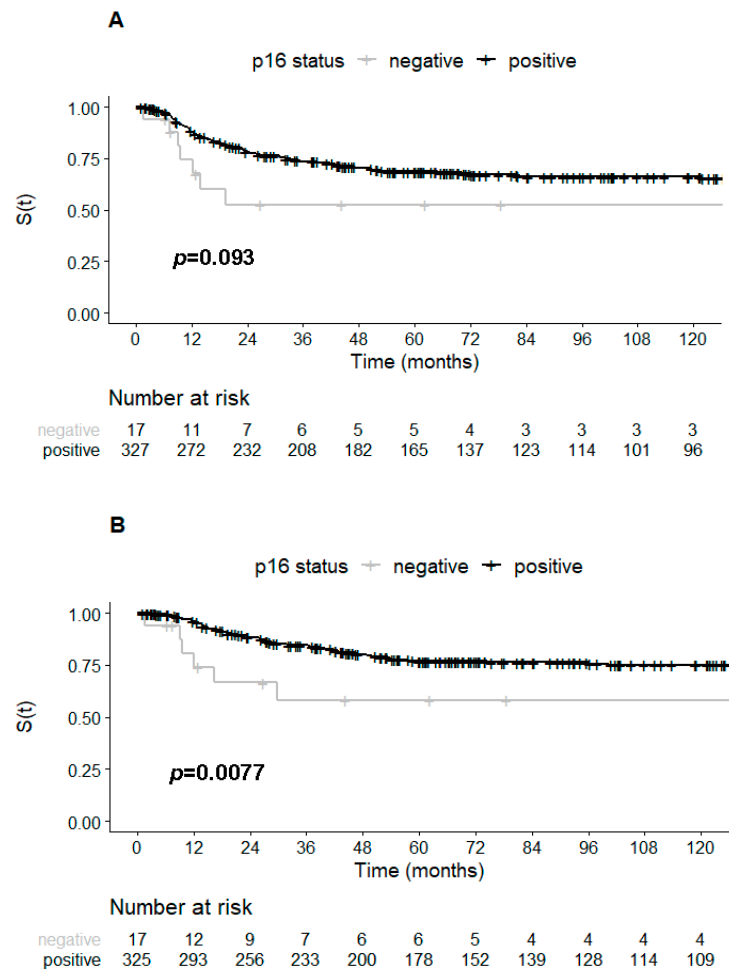 A
p16 status negative positive
1.00
0.75
0.50
0.25
0.00
S(t)
p=0.093
0 12 24 36 48 60 72 84 96 108 120
Time (months)
Number at risk
negative 17 11 7 6 5 5 4 3 3 3 3
positive 327 272 232 208 182 165 137 123 114 101 96
B
p16 status negative positive
1.00
0.75
0.50
0.25
0.00
S(t)
p=0.0077
0 12 24 36 48 60 72 84 96 108 120
Time (months)
Number at risk
negative 17 12 9 7 6 6 5 4 4 4 4
positive 325 293 256 233 200 178 152 139 128 114 109